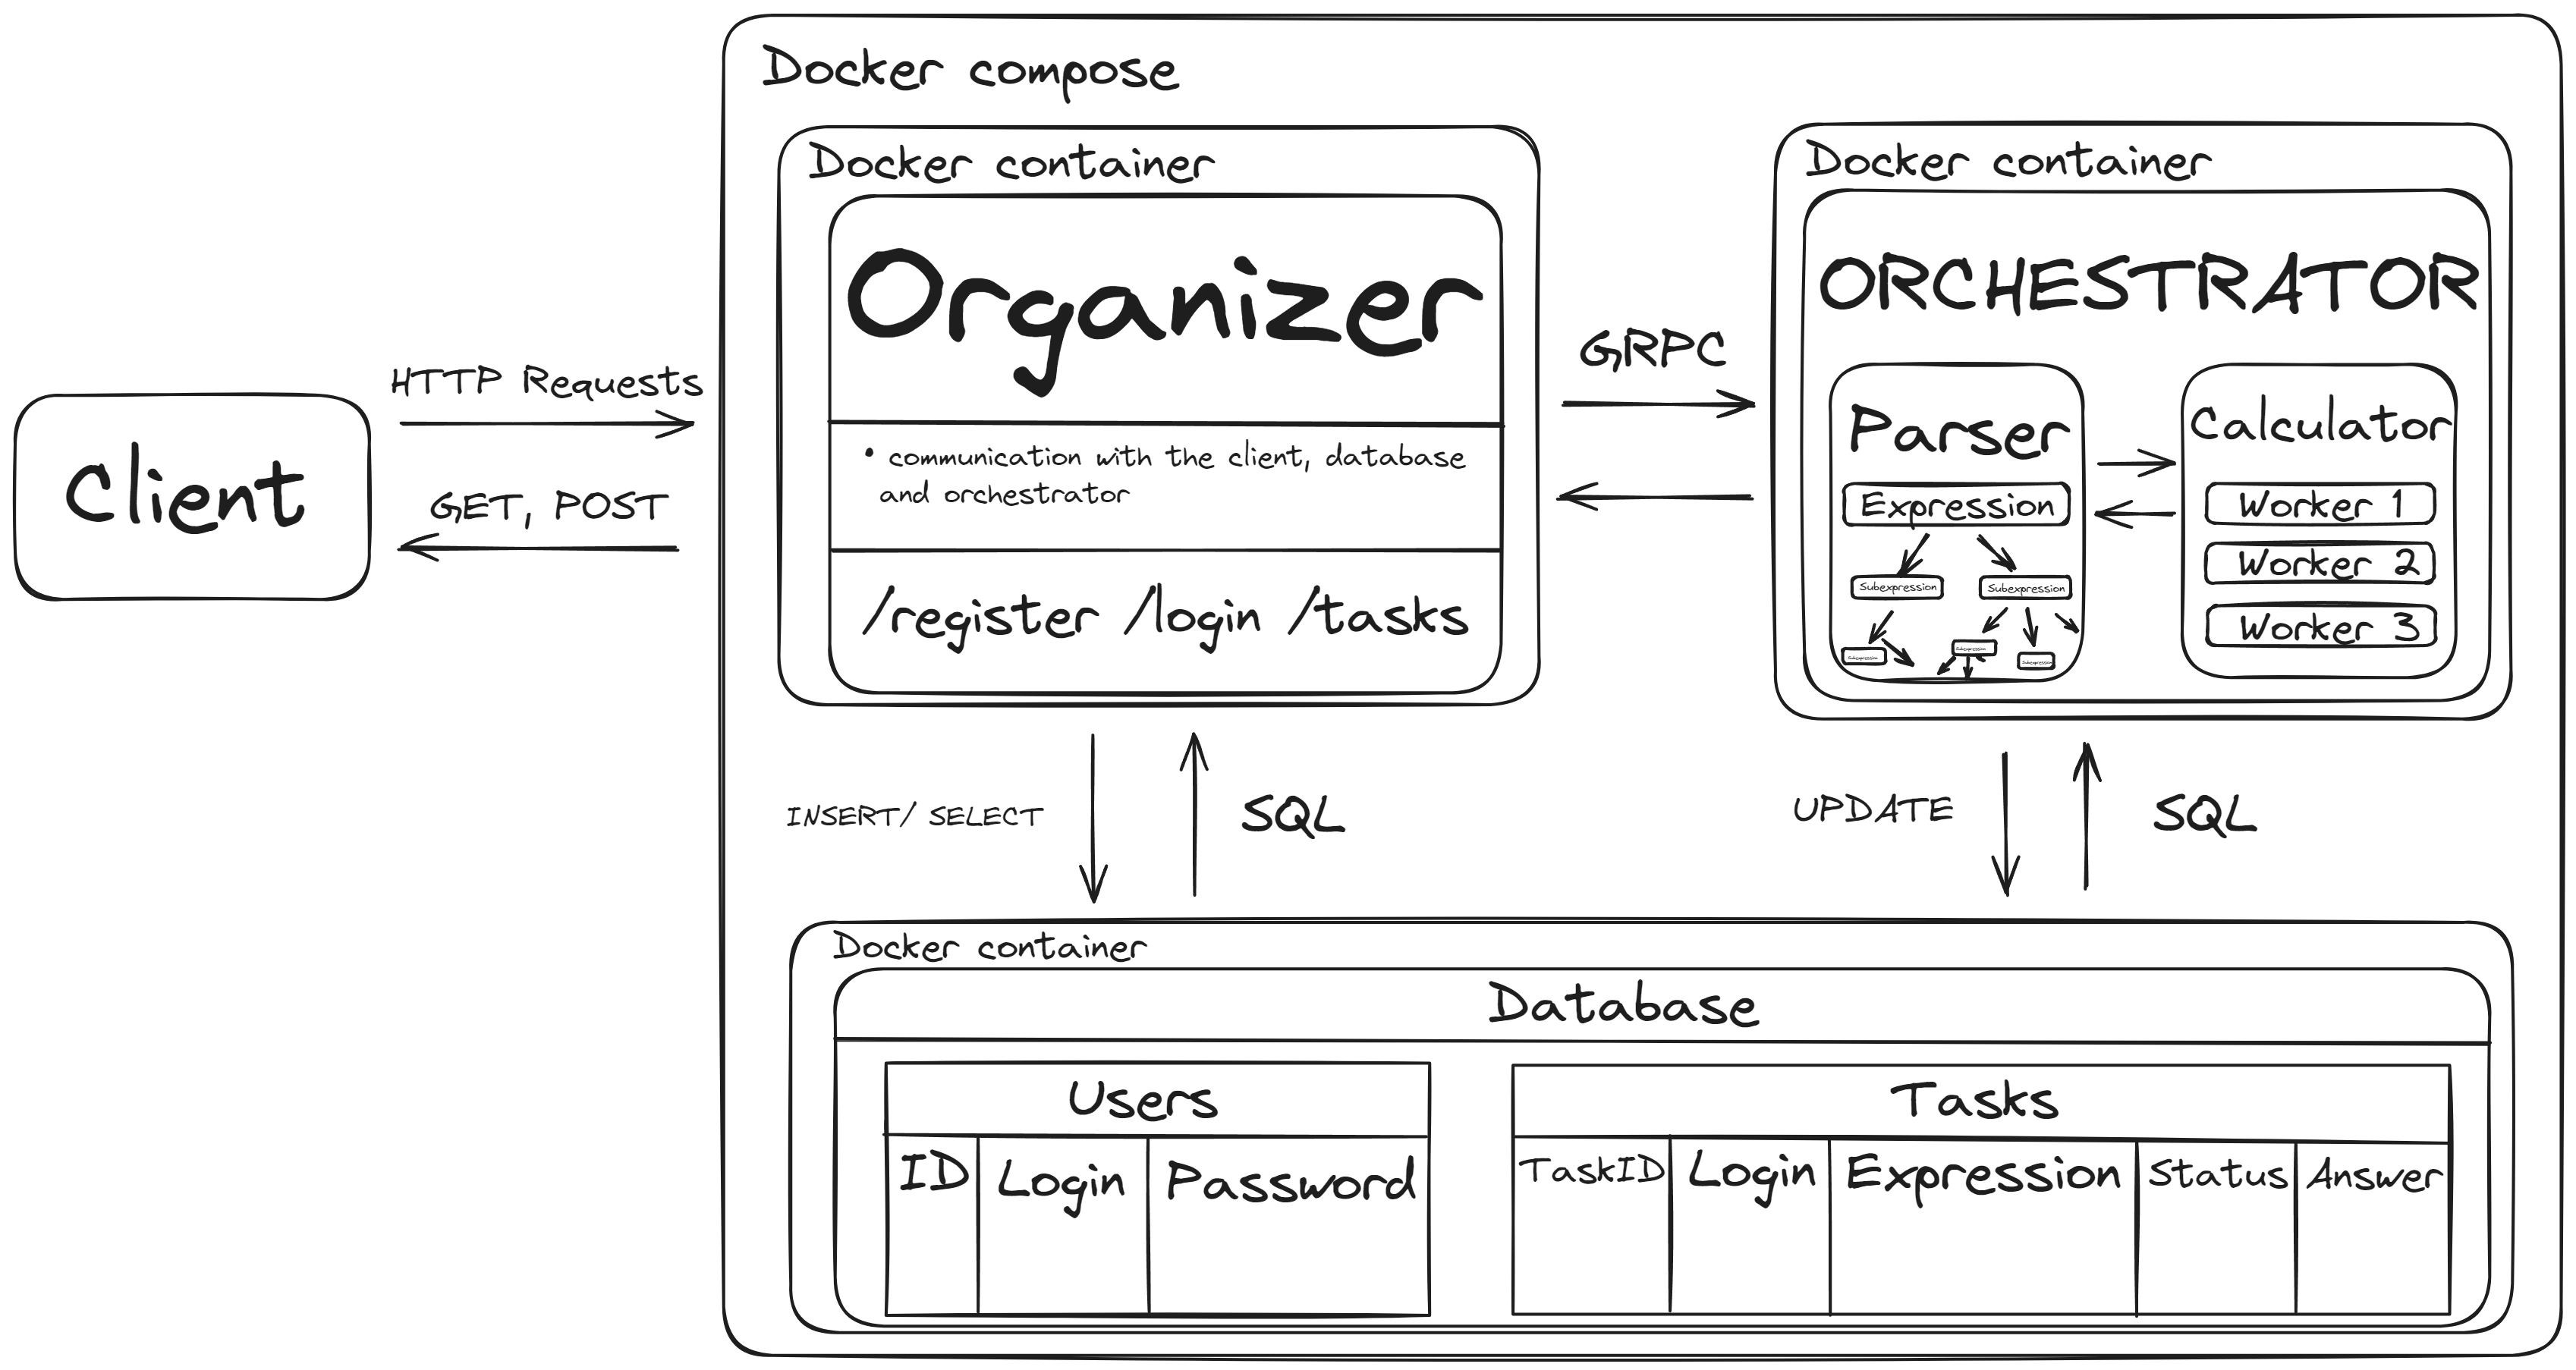 Docker compose
Docker container
Organizer
• communication with the client, database
and orchestrator
/register /login /tasks
Client
HTTP Requests
GET, POST
GRPC
Docker container
ORCHESTRATOR
Parser
Expression
Subexpression
Subexpression
Subexpression
Subexpression
Subexpression
Calculator
Worker 1
Worker 2
Worker 3
INSERT/ SELECT
SQL
UPDATE
SQL
Docker container
Database
Users
ID
Login
Password
Tasks
TaskID
Login
Expression
Status
Answer